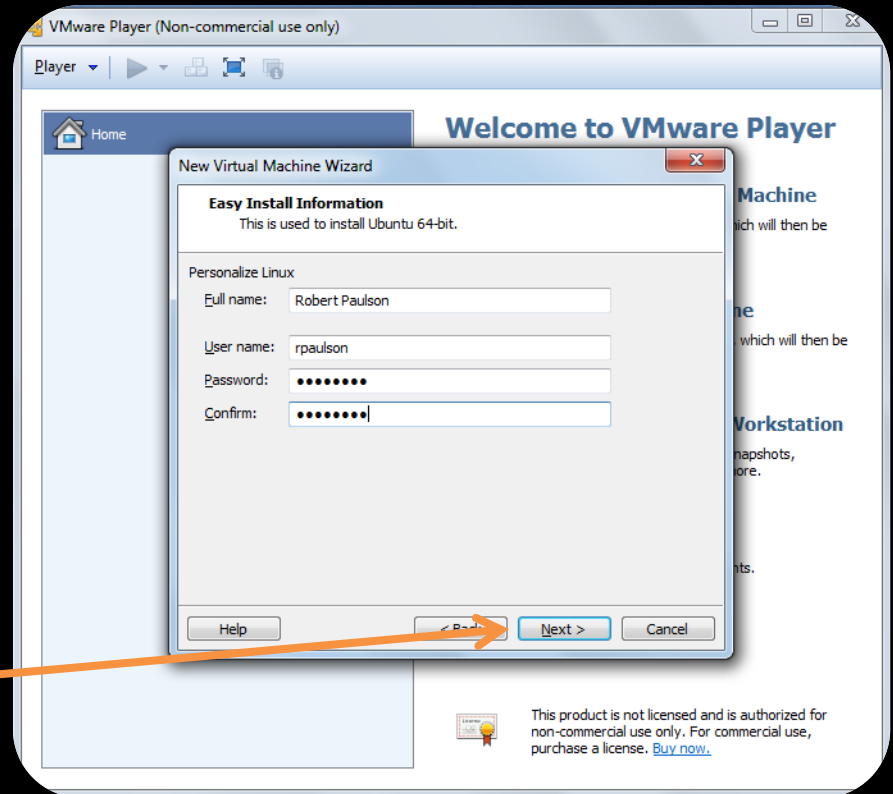 VMware Player (Non-commercial use only)
Player
Home
Welcome to VMware Player
New Virtual Machine Wizard
Machine
which will then be
Easy Install Information
This is used to install Ubuntu 64-bit.
Personalize Linux
Full name: Robert Paulson
User name: rpaulson
which will then be
Password: ●●●●●●●●
Confirm: ●●●●●●●●
Workstation
napshots,
ore.
nts.
Help
< Back
Next >
Cancel
License
This product is not licensed and is authorized for
non-commercial use only. For commercial use,
purchase a license. Buy now.